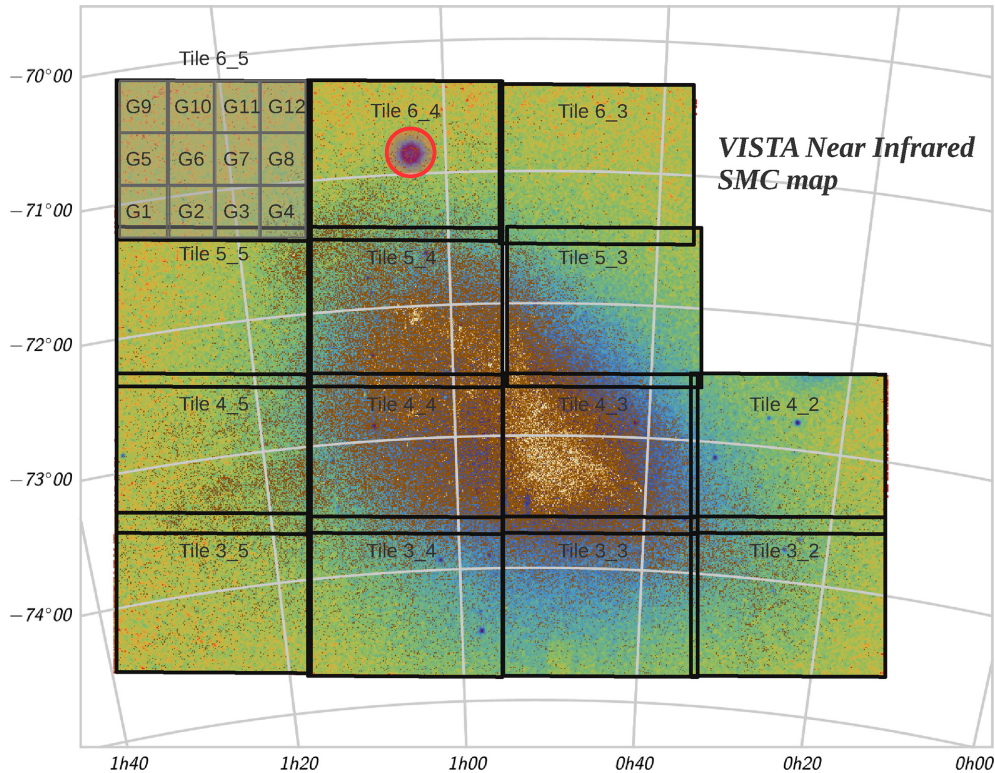 Tile 6_5
−70°00
G9 G10 G11 G12
Tile 6_4
Tile 6_3
VISTA Near Infrared
SMC map
G5 G6 G7 G8
−71°00
G1 G2 G3 G4
Tile 5_5
Tile 5_4
Tile 5_3
−72°00
Tile 4_5
Tile 4_4
Tile 4_3
Tile 4_2
−73°00
Tile 3_5
Tile 3_4
Tile 3_3
Tile 3_2
−74°00
1h40 1h20 1h00 0h40 0h20 0h00